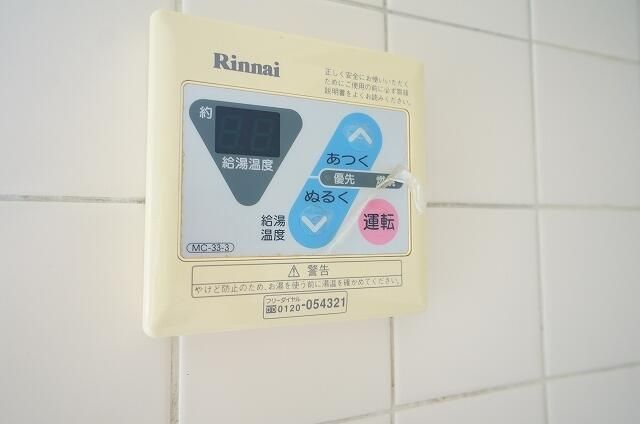 Rinnai
正しく安全にお使いいただく
ためにご使用の前に必ず取扱
説明書をよくお読みください。
約
給湯温度
あつく
優先 燃焼
ぬるく
給湯
温度
運転
MC-33-3
⚠ 警告
やけど防止のため、お湯を使う前に湯温を確かめてください。
フリーダイヤル
0120-054321